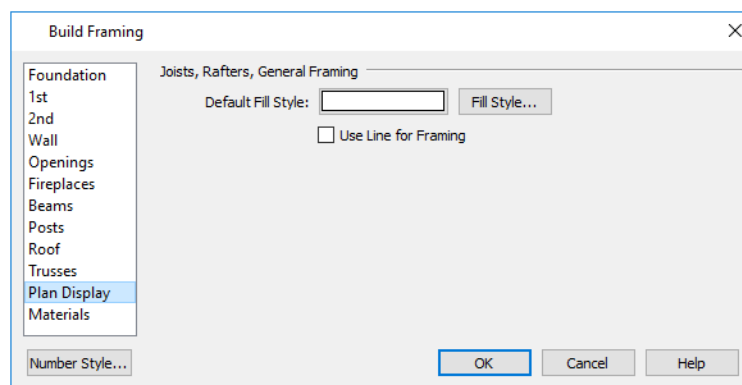 Build Framing
Foundation
1st
2nd
Wall
Openings
Fireplaces
Beams
Posts
Roof
Trusses
Plan Display
Materials
Joists, Rafters, General Framing
Default Fill Style: Fill Style...
Use Line for Framing
Number Style... OK Cancel Help